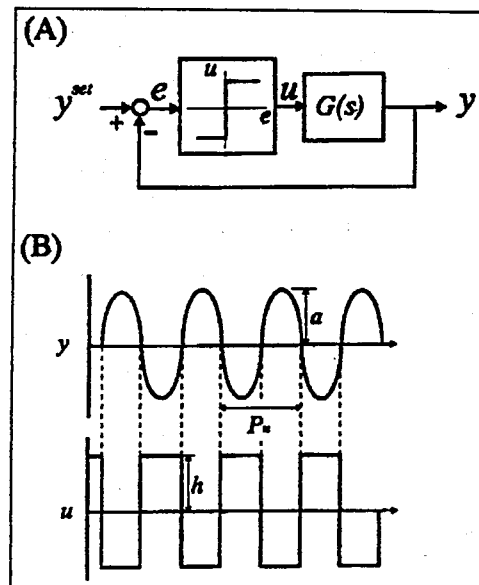 (A)
y^set + − e u e u G(s) y
(B)
y a
P_u
u h